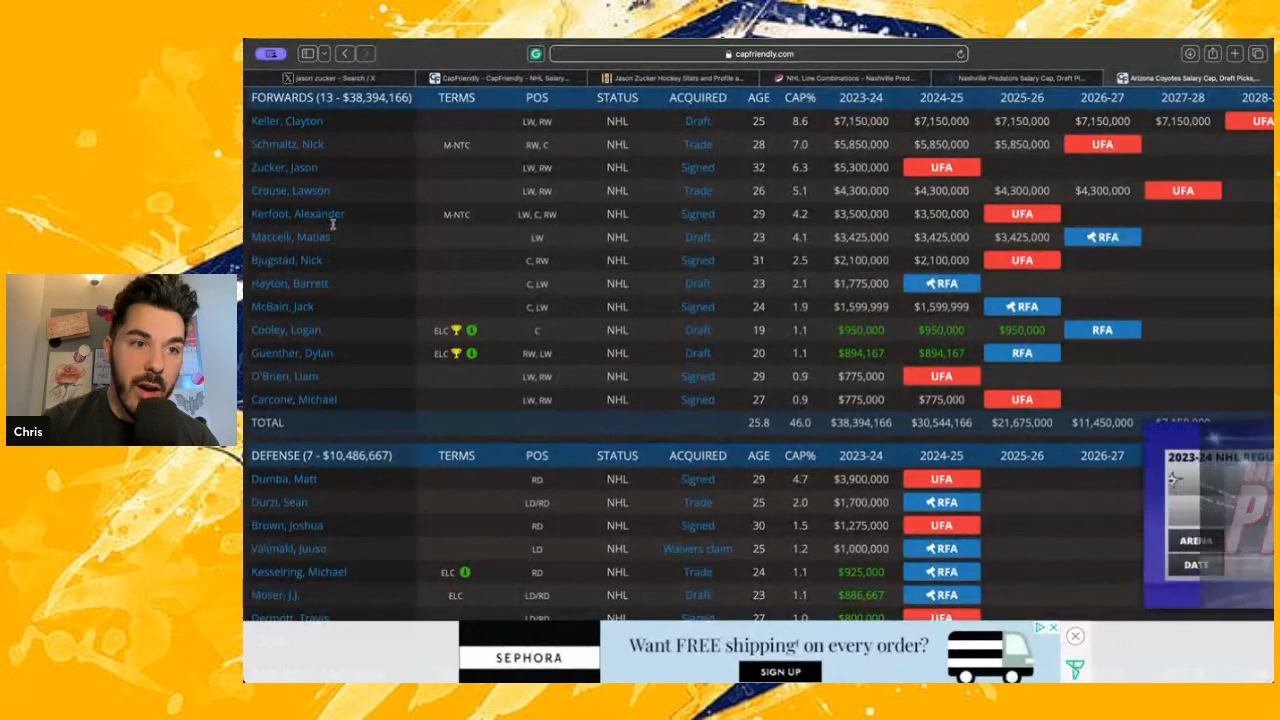 capfriendly.com
jason zucker - Search / X
CapFriendly - CapFriendly - NHL Salary...
Jason Zucker Hockey Stats and Profile a...
NHL Line Combinations - Nashville Pred...
Nashville Predators Salary Cap, Draft Pi...
Arizona Coyotes Salary Cap, Draft Picks,...
FORWARDS (13 - $38,394,166) TERMS POS STATUS ACQUIRED AGE CAP% 2023-24 2024-25 2025-26 2026-27 2027-28 2028-
Keller, Clayton LW, RW NHL Draft 25 8.6 $7,150,000 $7,150,000 $7,150,000 $7,150,000 $7,150,000 UFA
Schmaltz, Nick M-NTC RW, C NHL Trade 28 7.0 $5,850,000 $5,850,000 $5,850,000 UFA
Zucker, Jason LW, RW NHL Signed 32 6.3 $5,300,000 UFA
Crouse, Lawson LW, RW NHL Trade 26 5.1 $4,300,000 $4,300,000 $4,300,000 $4,300,000 UFA
Kerfoot, Alexander M-NTC LW, C, RW NHL Signed 29 4.2 $3,500,000 $3,500,000 UFA
Maccelli, Matias LW NHL Draft 23 4.1 $3,425,000 $3,425,000 $3,425,000 RFA
Bjugstad, Nick C, RW NHL Signed 31 2.5 $2,100,000 $2,100,000 UFA
Hayton, Barrett C, LW NHL Draft 23 2.1 $1,775,000 RFA
McBain, Jack C, LW NHL Trade 24 1.9 $1,599,999 $1,599,999 RFA
Cooley, Logan ELC C NHL Draft 19 1.1 $950,000 $950,000 $950,000 RFA
Guenther, Dylan ELC RW, LW NHL Draft 20 1.1 $894,167 $894,167 RFA
O'Brien, Liam LW, RW NHL Signed 29 0.9 $775,000 UFA
Carcone, Michael LW, RW NHL Signed 27 0.9 $775,000 $775,000 UFA
TOTAL 25.8 46.0 $38,394,166 $30,544,166 $21,675,000 $11,450,000 $7,150,000
DEFENSE (7 - $10,486,667) TERMS POS STATUS ACQUIRED AGE CAP% 2023-24 2024-25 2025-26 2026-27
Dumba, Matt RD NHL Signed 29 4.7 $3,900,000 UFA
Durzi, Sean LD/RD NHL Trade 25 2.0 $1,700,000 RFA
Brown, Joshua RD NHL Signed 30 1.5 $1,275,000 UFA
Valimaki, Juuso LD NHL Waivers claim 25 1.2 $1,000,000 RFA
Kesselring, Michael ELC RD NHL Trade 24 1.1 $925,000 RFA
Moser, J.J. ELC LD/RD NHL Draft 23 1.1 $886,667 RFA
Dermott, Travis LD/RD NHL Signed 27 1.0 $800,000 UFA
2023-24 NHL REGU
ARENA
DATE
Chris
SEPHORA
Want FREE shipping on every order?
SIGN UP